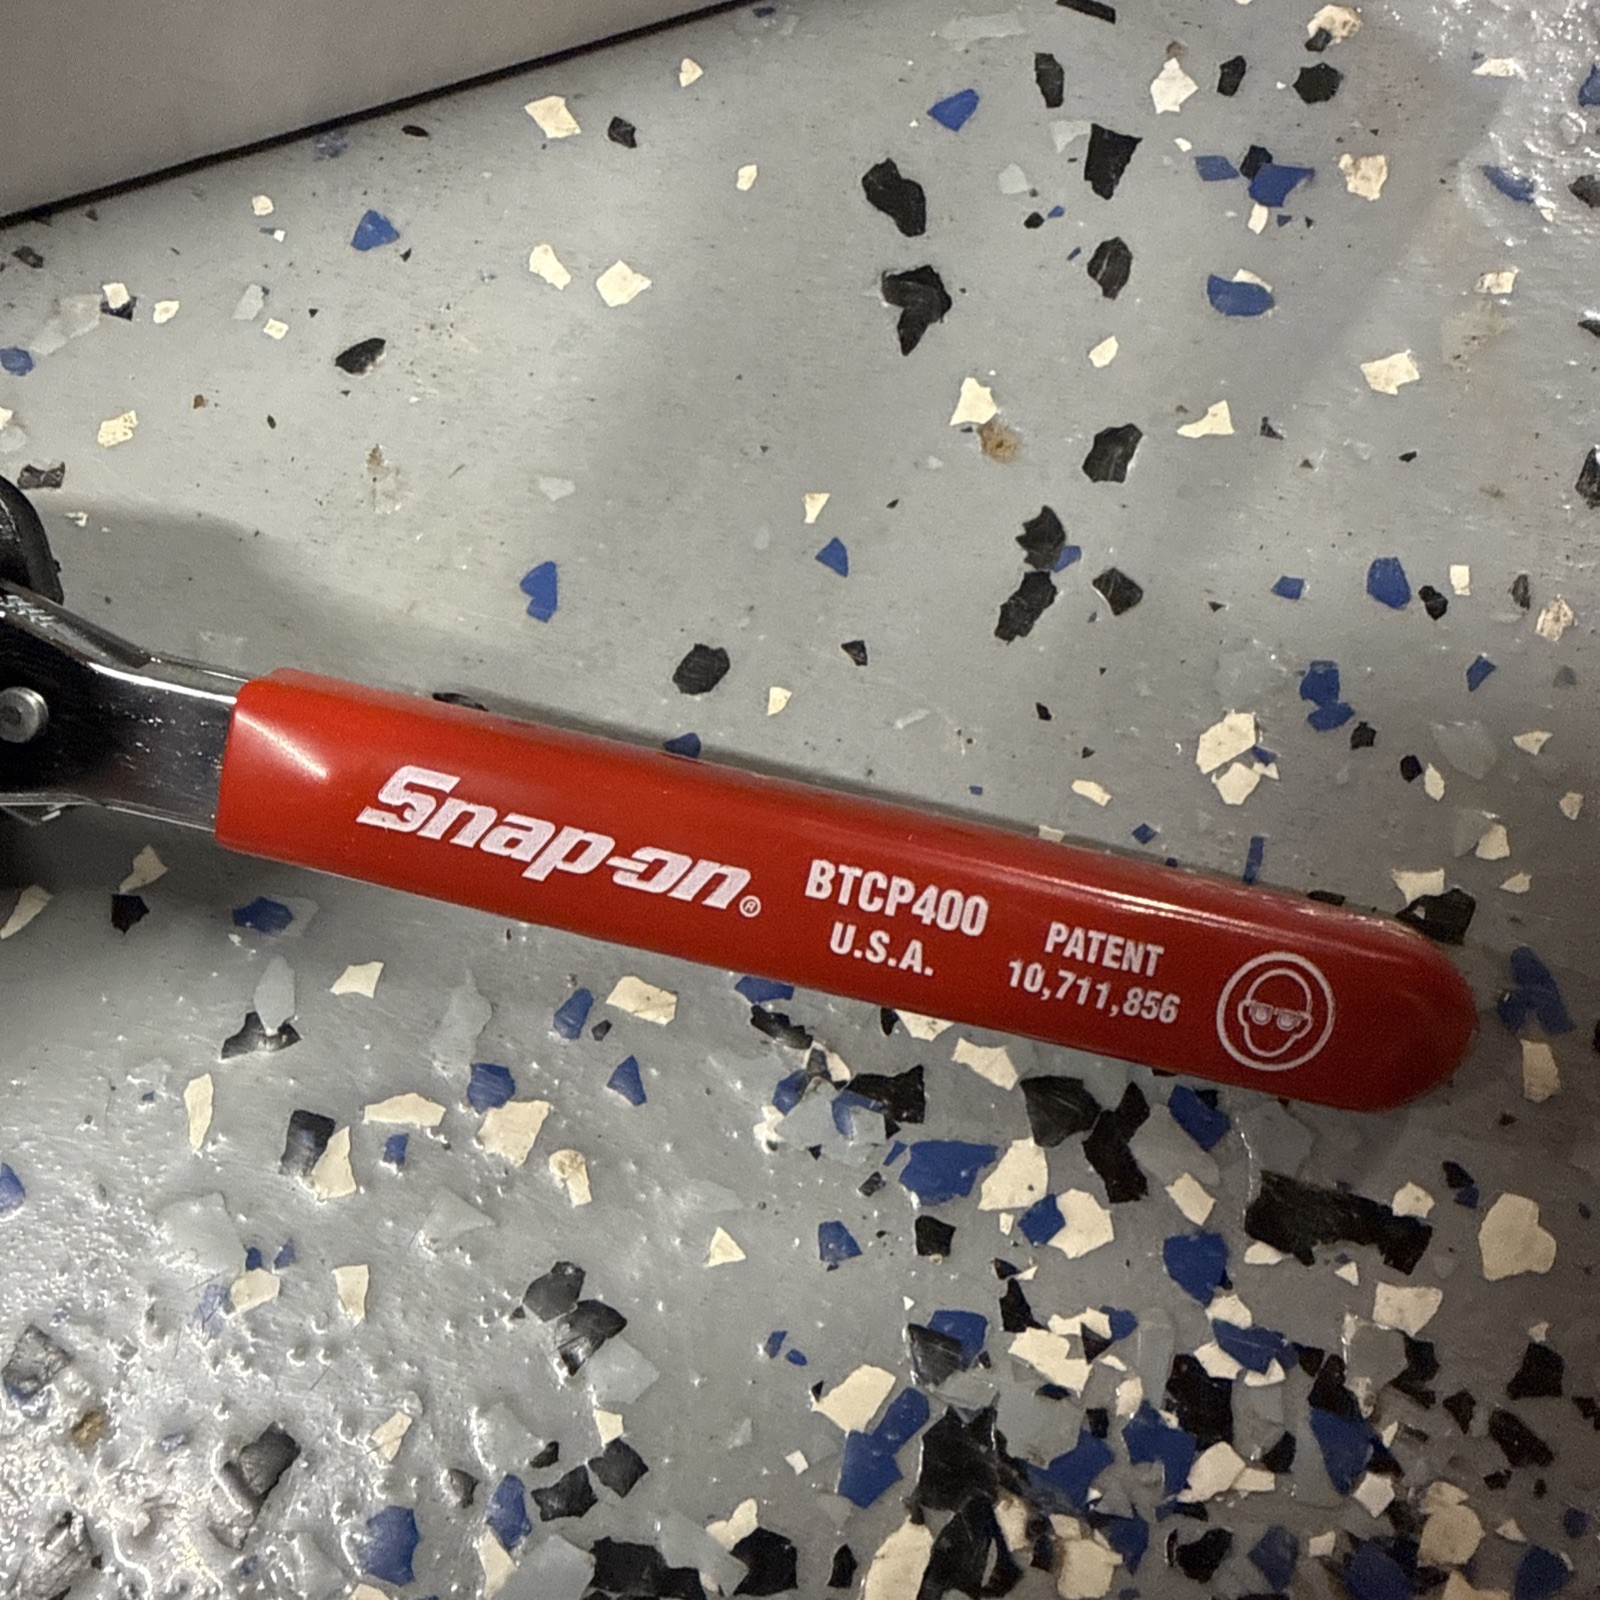 Snap-on®
BTCP400
U.S.A.
PATENT
10,711,856